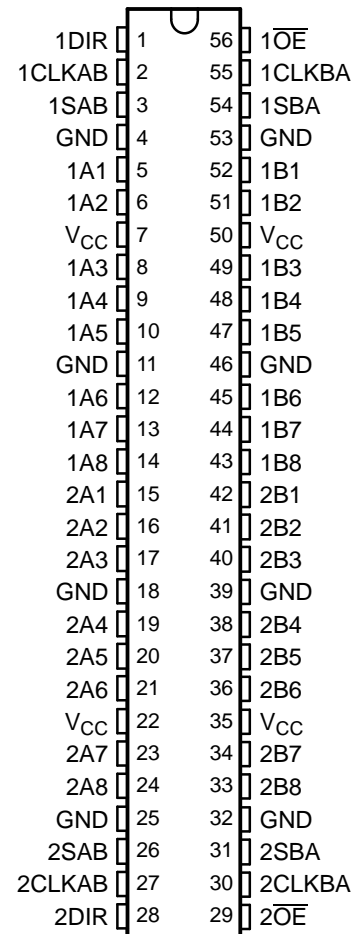 1DIR 1 56 1O̅E̅
1CLKAB 2 55 1CLKBA
1SAB 3 54 1SBA
GND 4 53 GND
1A1 5 52 1B1
1A2 6 51 1B2
VCC 7 50 VCC
1A3 8 49 1B3
1A4 9 48 1B4
1A5 10 47 1B5
GND 11 46 GND
1A6 12 45 1B6
1A7 13 44 1B7
1A8 14 43 1B8
2A1 15 42 2B1
2A2 16 41 2B2
2A3 17 40 2B3
GND 18 39 GND
2A4 19 38 2B4
2A5 20 37 2B5
2A6 21 36 2B6
VCC 22 35 VCC
2A7 23 34 2B7
2A8 24 33 2B8
GND 25 32 GND
2SAB 26 31 2SBA
2CLKAB 27 30 2CLKBA
2DIR 28 29 2O̅E̅